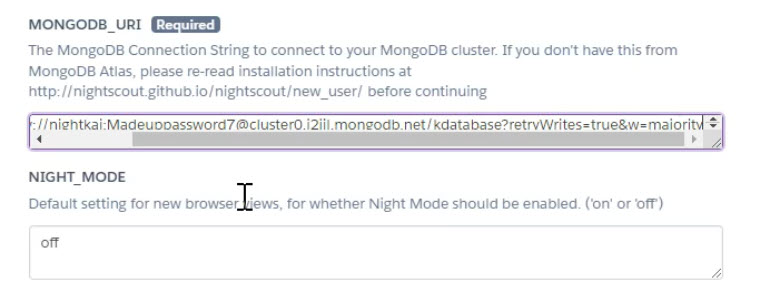 MONGODB_URI Required
The MongoDB Connection String to connect to your MongoDB cluster. If you don't have this from
MongoDB Atlas, please re-read installation instructions at
http://nightscout.github.io/nightscout/new_user/ before continuing
://nightkai:Madeuppassword7@cluster0.i2iil.mongodb.net/kdatabase?retryWrites=true&w=majority
NIGHT_MODE
Default setting for new browser views, for whether Night Mode should be enabled. ('on' or 'off')
off